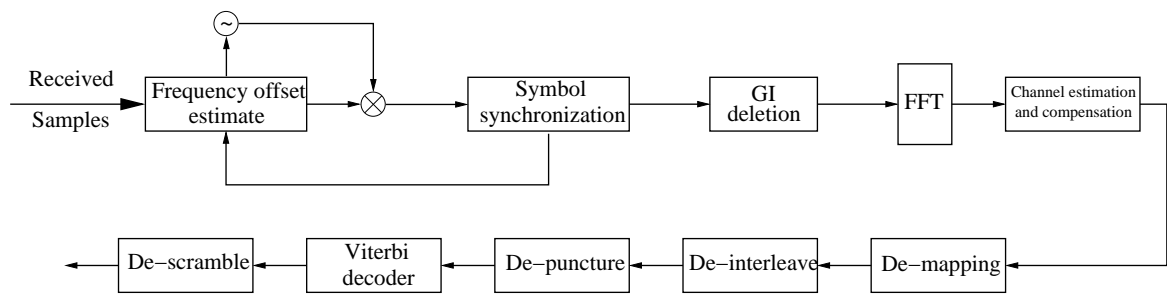 Received
Samples
~
Frequency offset
estimate
Symbol
synchronization
GI
deletion
FFT
Channel estimation
and compensation
De−scramble
Viterbi
decoder
De−puncture
De−interleave
De−mapping